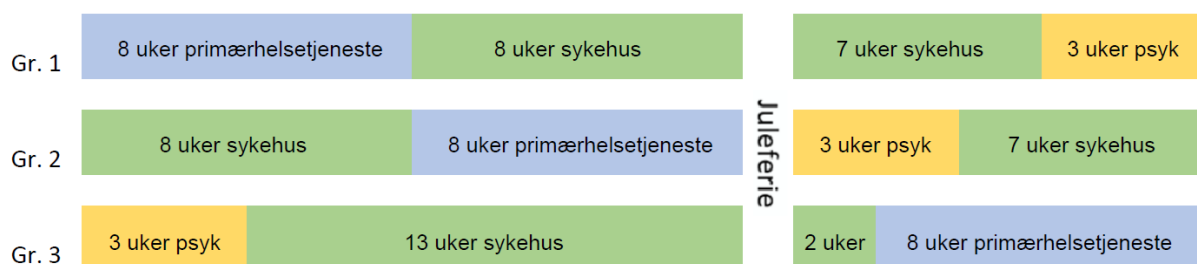 Gr. 1 8 uker primærhelsetjeneste 8 uker sykehus 7 uker sykehus 3 uker psyk
Gr. 2 8 uker sykehus 8 uker primærhelsetjeneste 3 uker psyk 7 uker sykehus
Gr. 3 3 uker psyk 13 uker sykehus 2 uker 8 uker primærhelsetjeneste
Juleferie